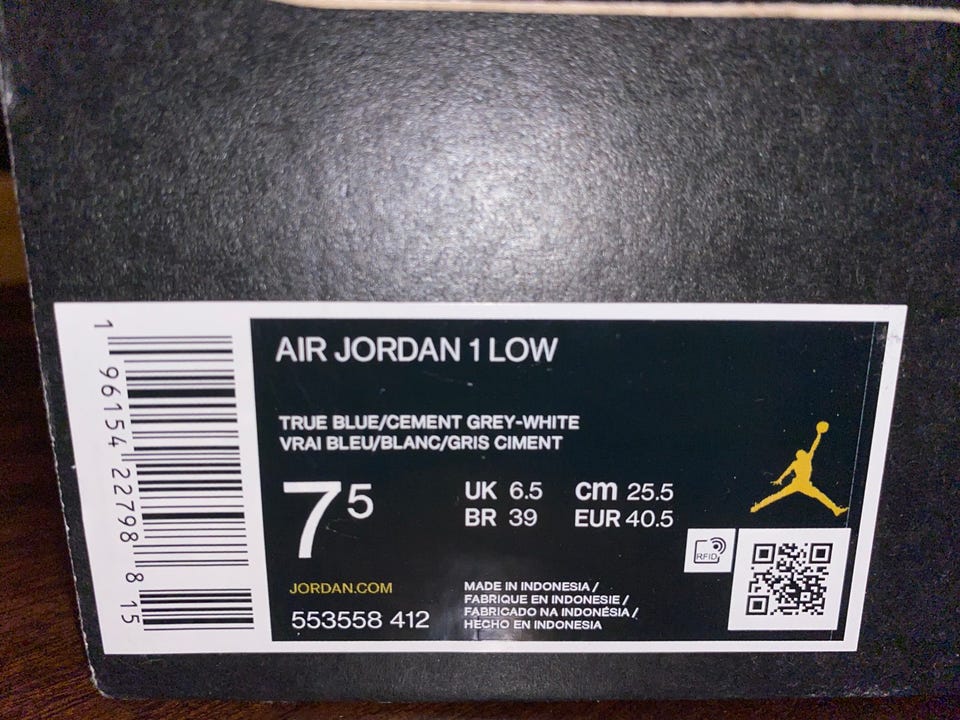 AIR JORDAN 1 LOW
TRUE BLUE/CEMENT GREY-WHITE
VRAI BLEU/BLANC/GRIS CIMENT
7 5
UK 6.5 cm 25.5
BR 39 EUR 40.5
RFID
JORDAN.COM
553558 412
MADE IN INDONESIA /
FABRIQUE EN INDONESIE /
FABRICADO NA INDONÉSIA /
HECHO EN INDONESIA
1 96154 22798 8 15